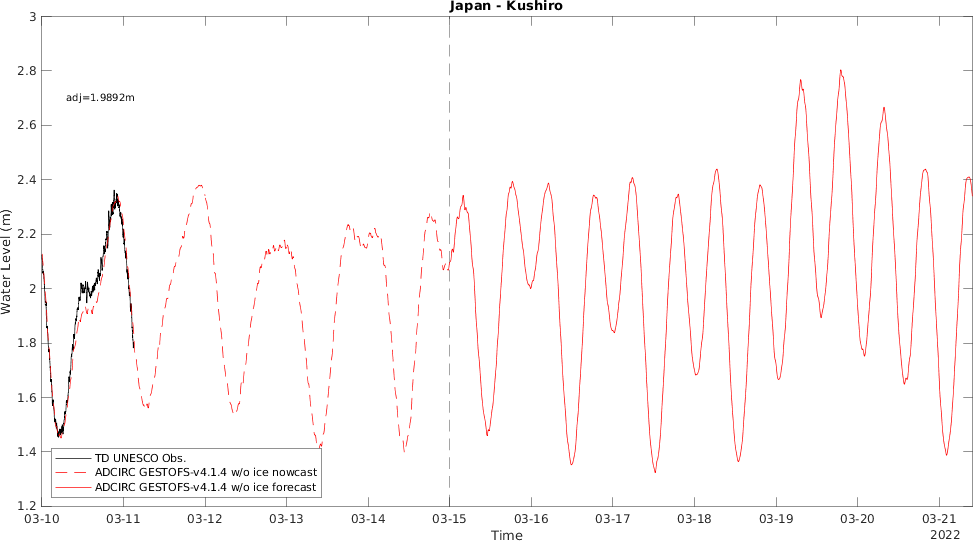 Japan - Kushiro
3
2.8
adj=1.9892m
2.6
2.4
2.2
Water Level (m)
2
1.8
1.6
1.4
TD UNESCO Obs.
ADCIRC GESTOFS-v4.1.4 w/o ice nowcast
ADCIRC GESTOFS-v4.1.4 w/o ice forecast
1.2
03-10 03-11 03-12 03-13 03-14 03-15 03-16 03-17 03-18 03-19 03-20 03-21
Time
2022